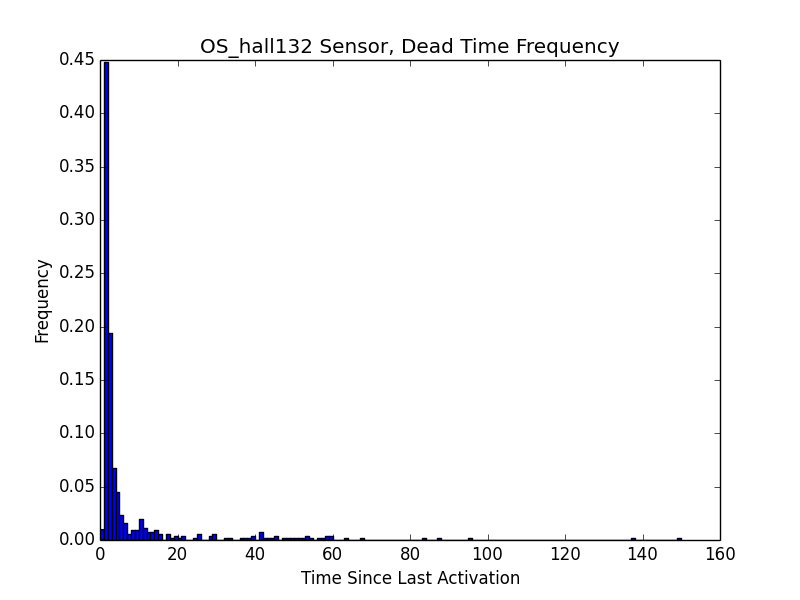 OS_hall132 Sensor, Dead Time Frequency
0.45
0.40
0.35
0.30
0.25
0.20
0.15
0.10
0.05
0.00
Frequency
0 20 40 60 80 100 120 140 160
Time Since Last Activation